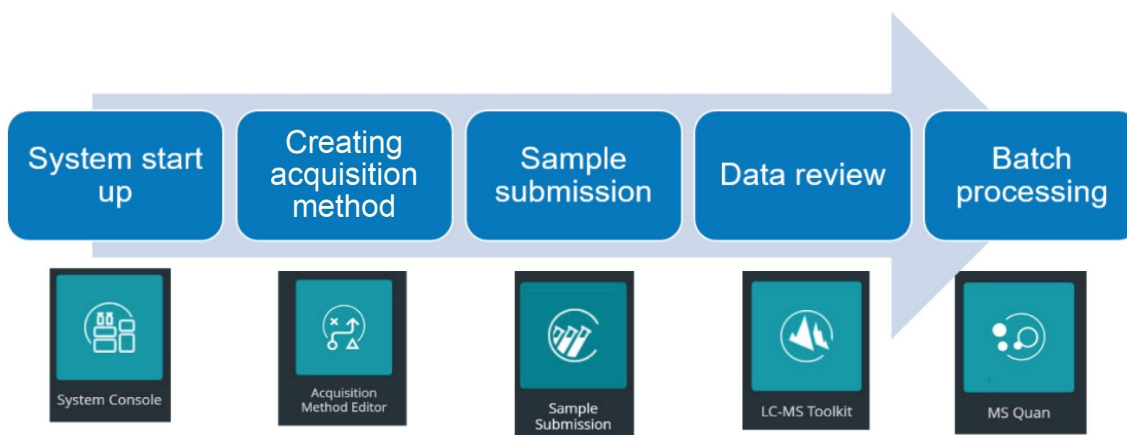 System start
up
Creating
acquisition
method
Sample
submission
Data review
Batch
processing
System Console
Acquisition
Method Editor
Sample
Submission
LC-MS Toolkit
MS Quan